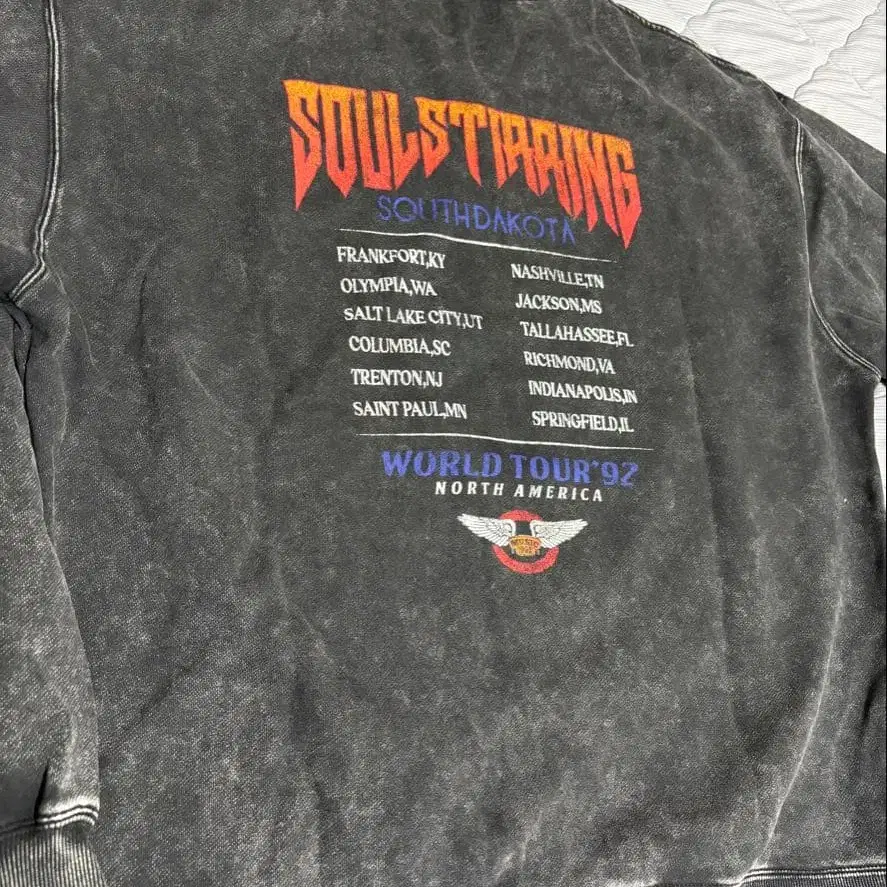 SOULSTIRRING
SOUTHDAKOTA
FRANKFORT,KY
OLYMPIA,WA
SALT LAKE CITY,UT
COLUMBIA,SC
TRENTON,NJ
SAINT PAUL,MN
NASHVILLE,TN
JACKSON,MS
TALLAHASSEE,FL
RICHMOND,VA
INDIANAPOLIS,IN
SPRINGFIELD,IL
WORLD TOUR'92
NORTH AMERICA
MUSIC